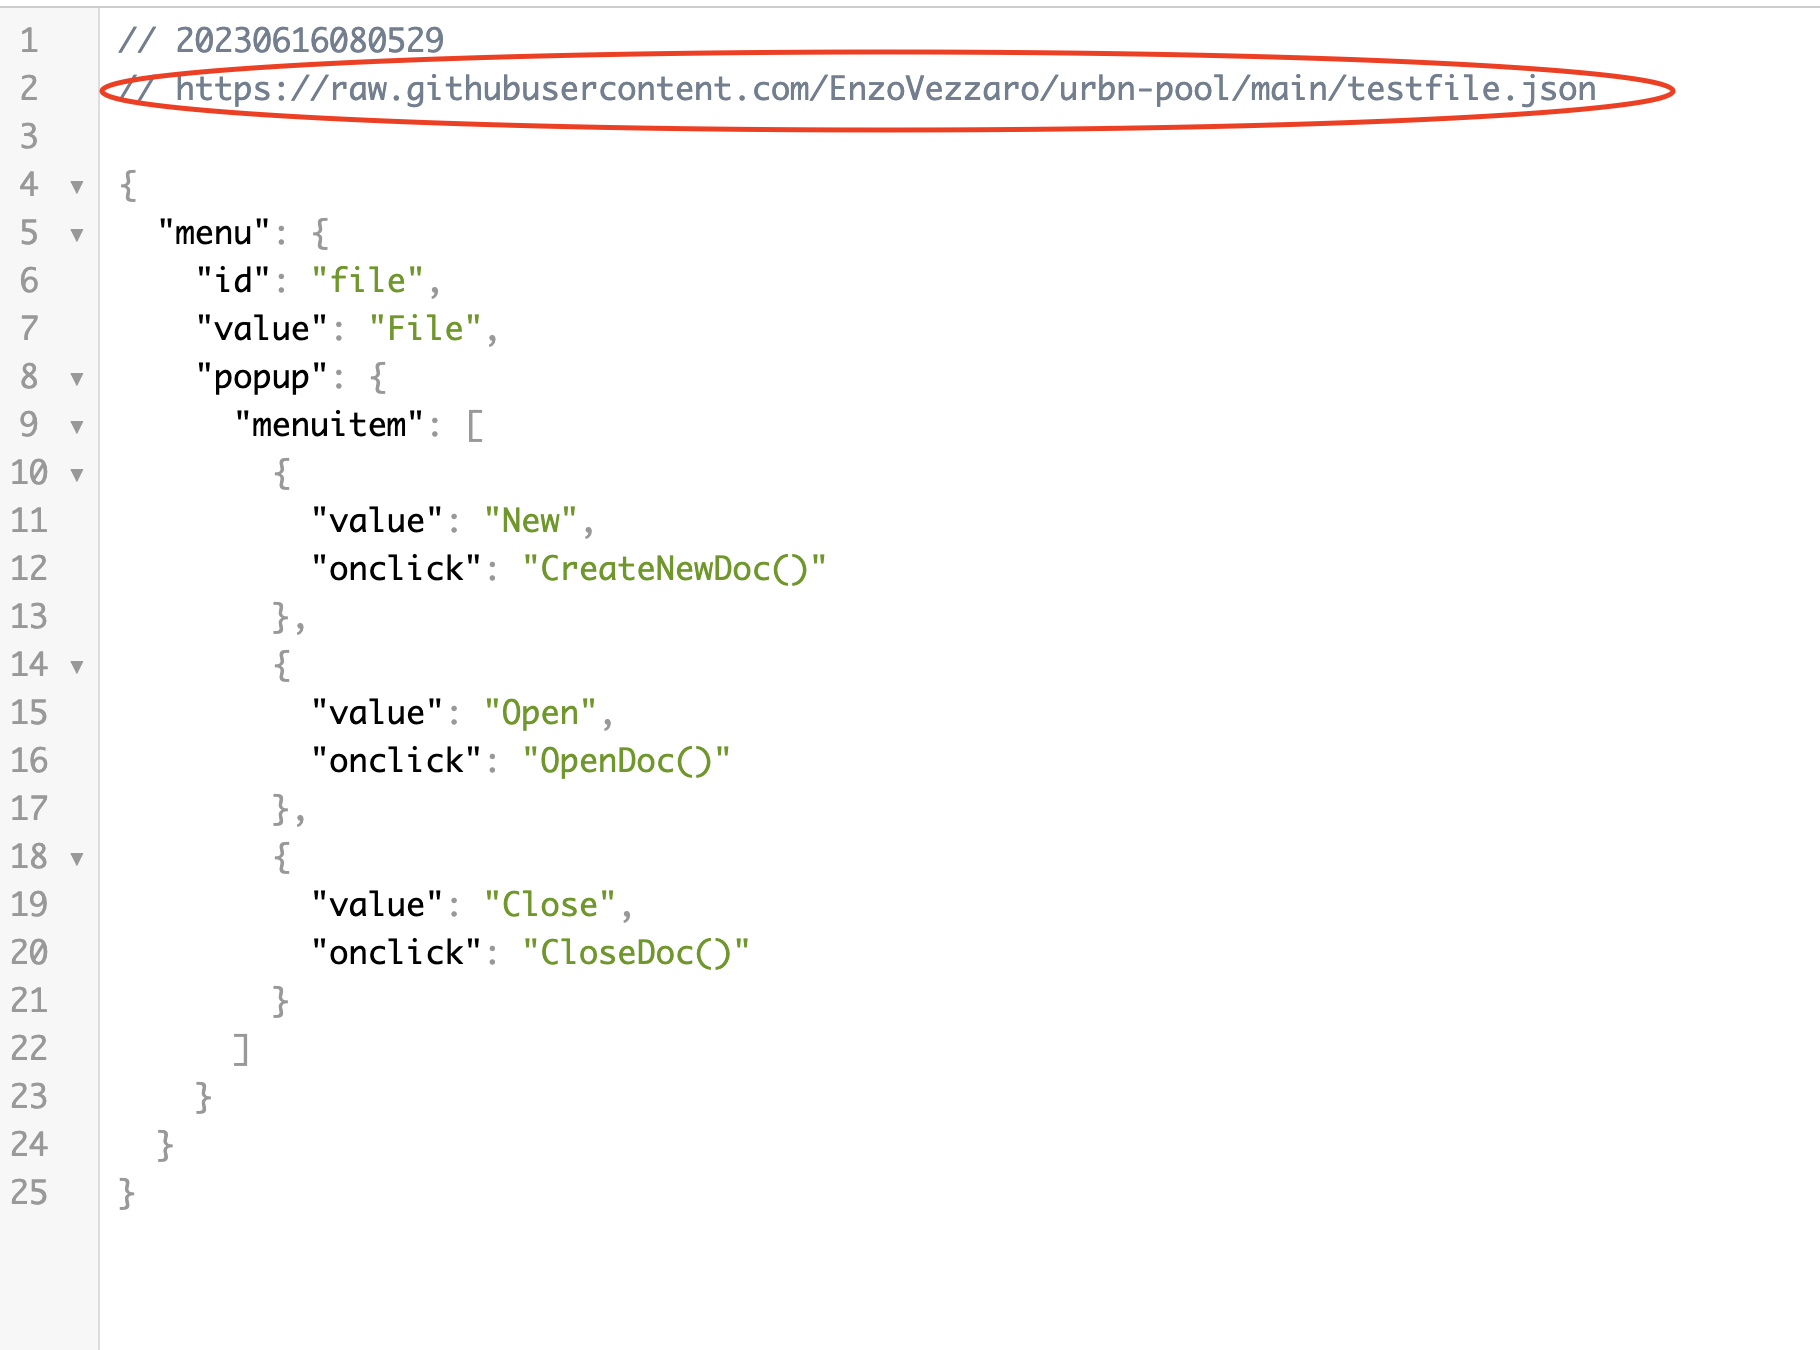 1 // 20230616080529
2 // https://raw.githubusercontent.com/EnzoVezzaro/urbn-pool/main/testfile.json
3
4 ▼ {
5 ▼   "menu": {
6     "id": "file",
7     "value": "File",
8 ▼     "popup": {
9 ▼       "menuitem": [
10 ▼         {
11           "value": "New",
12           "onclick": "CreateNewDoc()"
13         },
14 ▼         {
15           "value": "Open",
16           "onclick": "OpenDoc()"
17         },
18 ▼         {
19           "value": "Close",
20           "onclick": "CloseDoc()"
21         }
22       ]
23     }
24   }
25 }